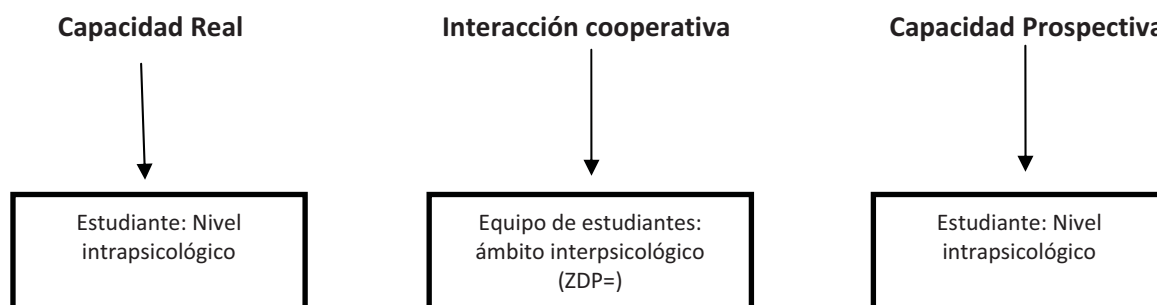 Capacidad Real
Interacción cooperativa
Capacidad Prospectiva
Estudiante: Nivel
intrapsicológico
Equipo de estudiantes:
ámbito interpsicológico
(ZDP=)
Estudiante: Nivel
intrapsicológico